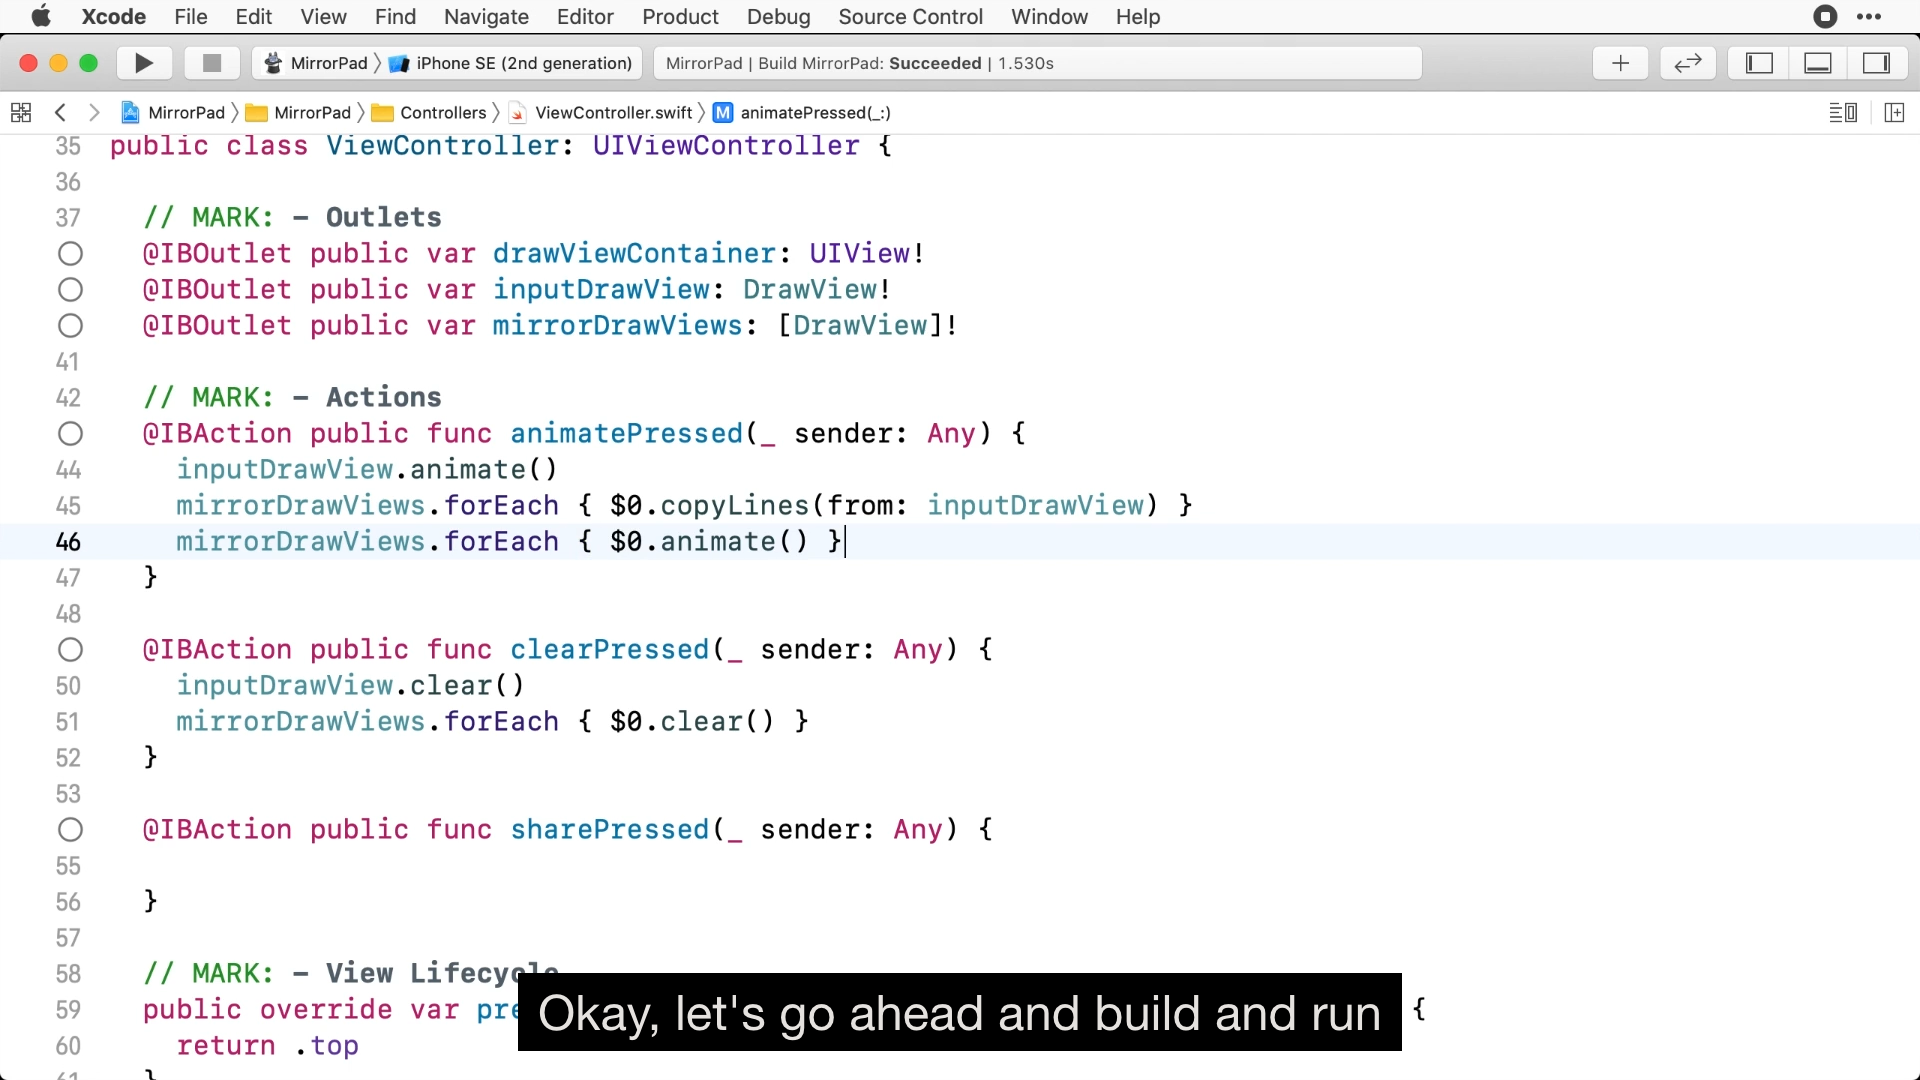 Xcode File Edit View Find Navigate Editor Product Debug Source Control Window Help
MirrorPad iPhone SE (2nd generation) MirrorPad | Build MirrorPad: Succeeded | 1.530s
MirrorPad MirrorPad Controllers ViewController.swift M animatePressed(_:)
35 public class ViewController: UIViewController {
36
37 // MARK: - Outlets
@IBOutlet public var drawViewContainer: UIView!
@IBOutlet public var inputDrawView: DrawView!
@IBOutlet public var mirrorDrawViews: [DrawView]!
41
42 // MARK: - Actions
@IBAction public func animatePressed(_ sender: Any) {
44 inputDrawView.animate()
45 mirrorDrawViews.forEach { $0.copyLines(from: inputDrawView) }
46 mirrorDrawViews.forEach { $0.animate() }
47 }
48
@IBAction public func clearPressed(_ sender: Any) {
50 inputDrawView.clear()
51 mirrorDrawViews.forEach { $0.clear() }
52 }
53
@IBAction public func sharePressed(_ sender: Any) {
55
56 }
57
58 // MARK: - View Lifecycle
59 public override var pre {
60 return .top
61 }
Okay, let's go ahead and build and run